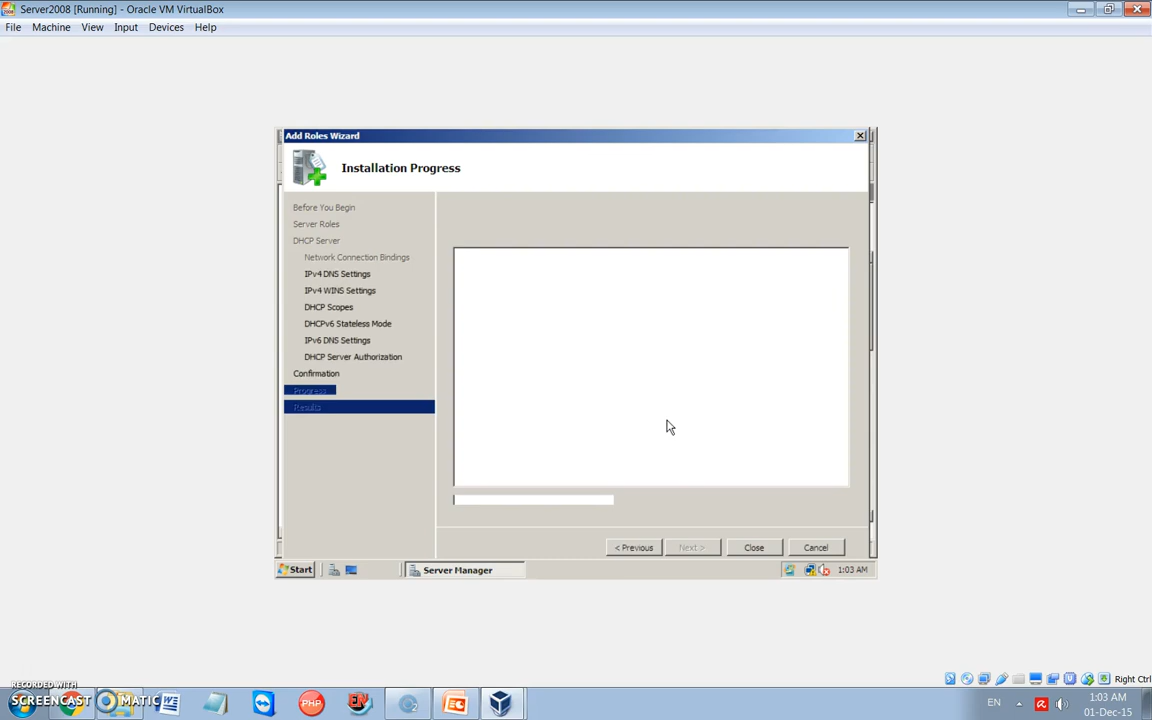 Server2008 [Running] - Oracle VM VirtualBox
File Machine View Input Devices Help
Add Roles Wizard
Installation Progress
Before You Begin
Server Roles
DHCP Server
Network Connection Bindings
IPv4 DNS Settings
IPv4 WINS Settings
DHCP Scopes
DHCPv6 Stateless Mode
IPv6 DNS Settings
DHCP Server Authorization
Confirmation
Progress
Results
< Previous Next > Close Cancel
Start Server Manager 1:03 AM
Right Ctrl
RECORDED WITH
SCREENCAST MATIC
PHP
EN 1:03 AM
01-Dec-15